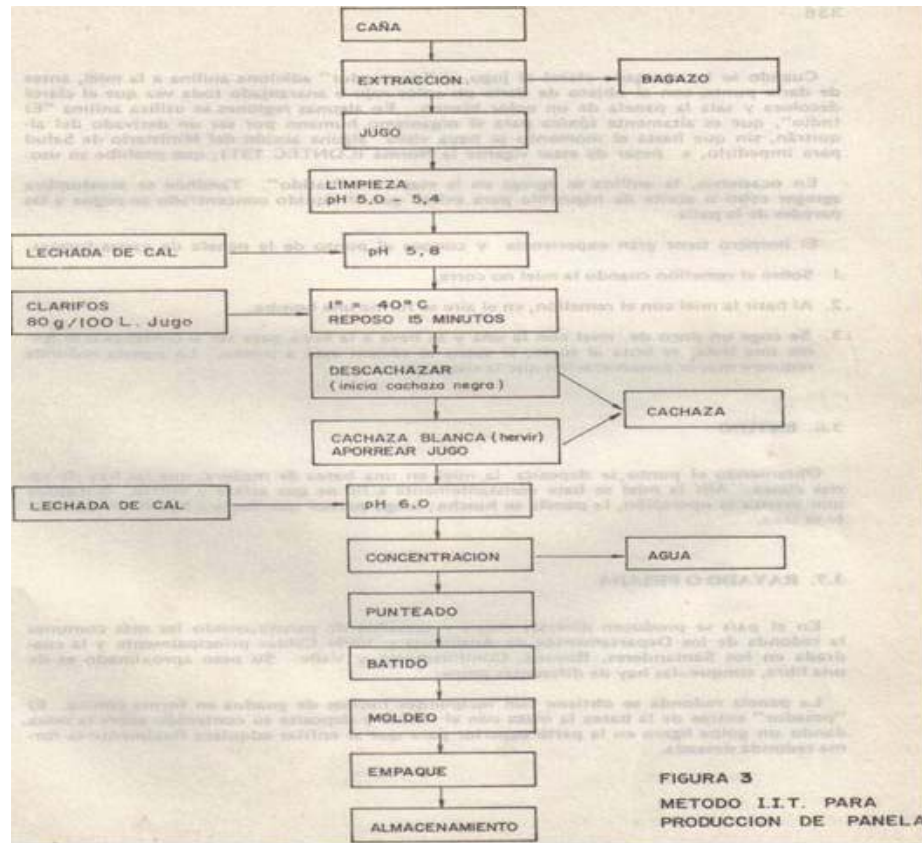 CAÑA
EXTRACCION
BAGAZO
JUGO
LIMPIEZA
pH 5,0 - 5,4
LECHADA DE CAL
pH 5,8
CLARIFOS
80 g/100 L. Jugo
T° = 40° C
REPOSO 15 MINUTOS
DESCACHAZAR
(inicia cachaza negra)
CACHAZA
CACHAZA BLANCA (hervir)
APORREAR JUGO
LECHADA DE CAL
pH 6,0
CONCENTRACION
AGUA
PUNTEADO
BATIDO
MOLDEO
EMPAQUE
ALMACENAMIENTO
FIGURA 3
METODO I.I.T. PARA
PRODUCCION DE PANELA